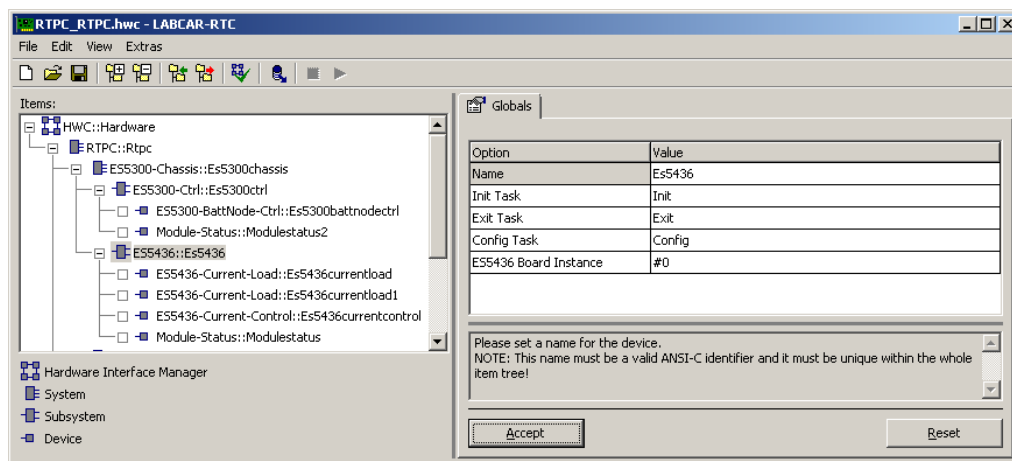 RTPC_RTPC.hwc - LABCAR-RTC
File Edit View Extras
Items:
HWC::Hardware
RTPC::Rtpc
ES5300-Chassis::Es5300chassis
ES5300-Ctrl::Es5300ctrl
ES5300-BattNode-Ctrl::Es5300battnodectrl
Module-Status::Modulestatus2
ES5436::Es5436
ES5436-Current-Load::Es5436currentload
ES5436-Current-Load::Es5436currentload1
ES5436-Current-Control::Es5436currentcontrol
Module-Status::Modulestatus
Hardware Interface Manager
System
Subsystem
Device
Globals
Option Value
Name Es5436
Init Task Init
Exit Task Exit
Config Task Config
ES5436 Board Instance #0
Please set a name for the device.
NOTE: This name must be a valid ANSI-C identifier and it must be unique within the whole
item tree!
Accept Reset